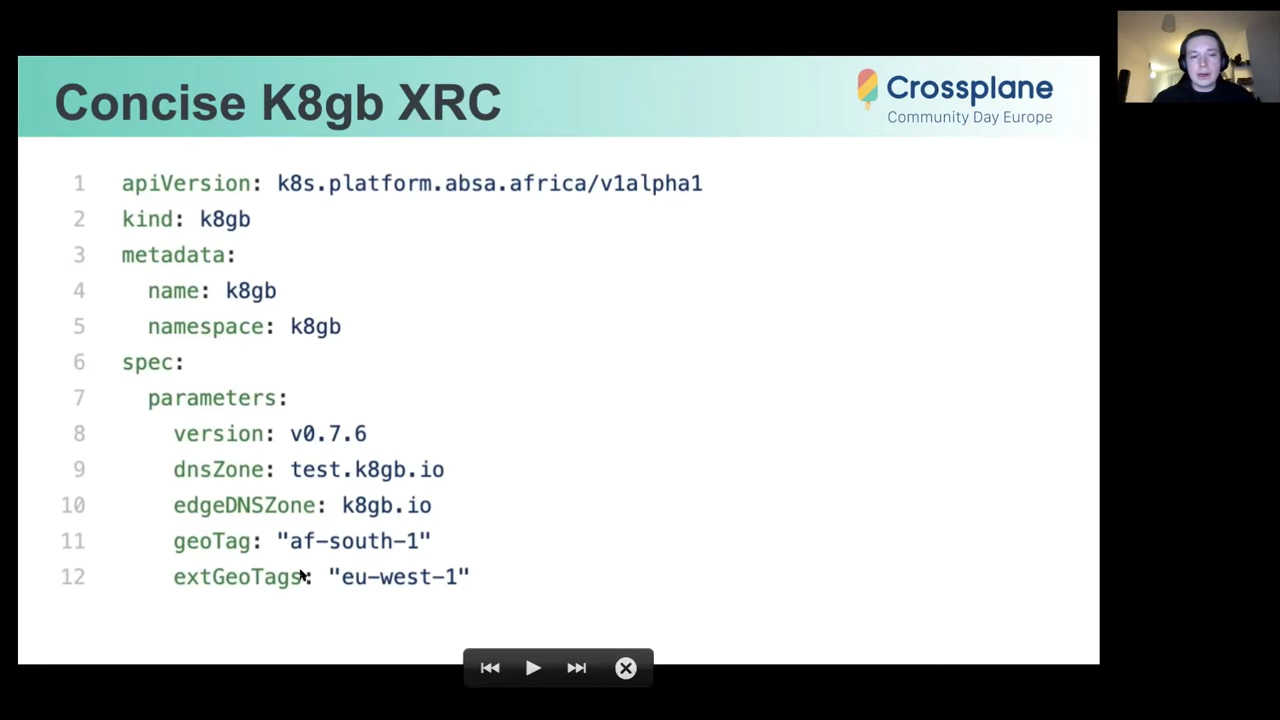 Concise K8gb XRC
Crossplane
Community Day Europe
1 apiVersion: k8s.platform.absa.africa/v1alpha1
2 kind: k8gb
3 metadata:
4 name: k8gb
5 namespace: k8gb
6 spec:
7 parameters:
8 version: v0.7.6
9 dnsZone: test.k8gb.io
10 edgeDNSZone: k8gb.io
11 geoTag: "af-south-1"
12 extGeoTags: "eu-west-1"